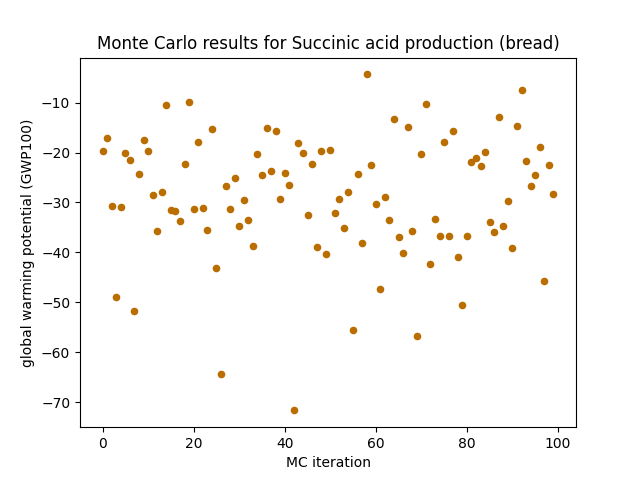 Monte Carlo results for Succinic acid production (bread)
global warming potential (GWP100)
−10
−20
−30
−40
−50
−60
−70
0 20 40 60 80 100
MC iteration